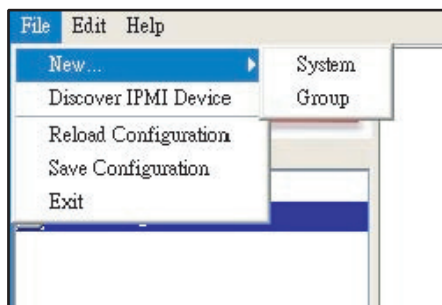 File Edit Help
New... System
Discover IPMI Device Group
Reload Configuration
Save Configuration
Exit